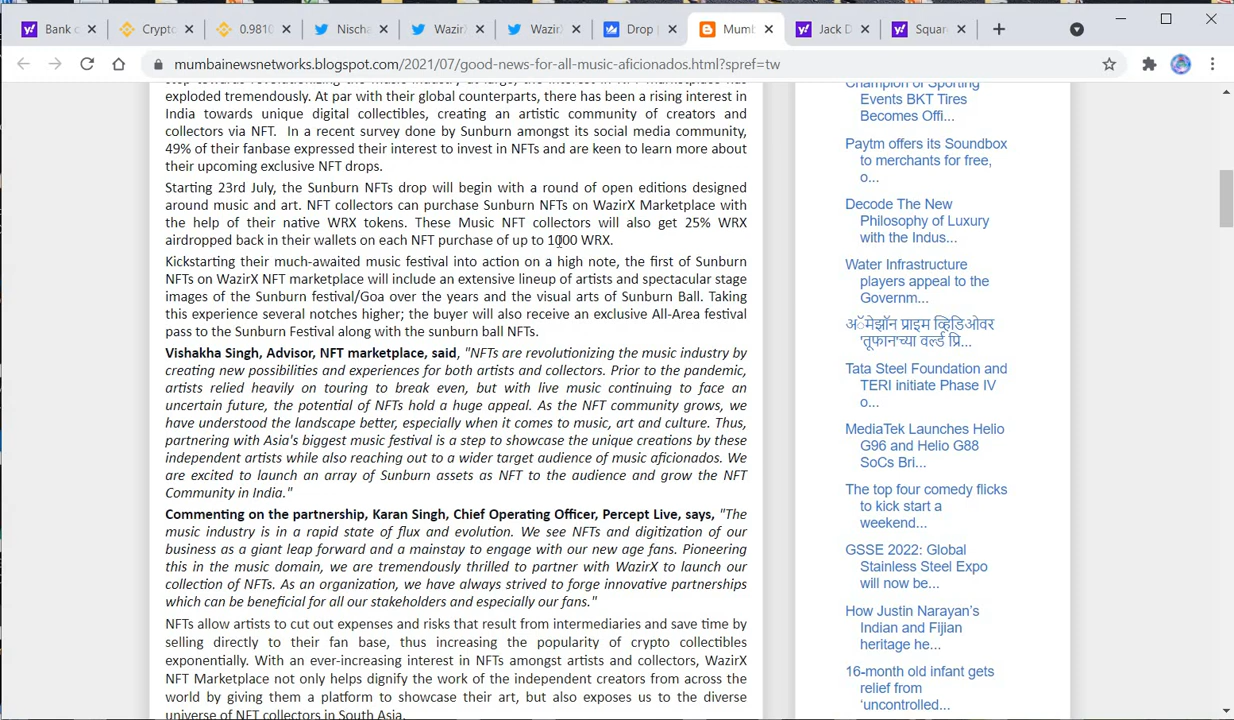 Bank c
Crypto
0.9810
Nischa
WazirX
Wazir
Drop |
Mumb
Jack D
Squar
mumbainewsnetworks.blogspot.com/2021/07/good-news-for-all-music-aficionados.html?spref=tw
exploded tremendously. At par with their global counterparts, there has been a rising interest in
India towards unique digital collectibles, creating an artistic community of creators and
collectors via NFT. In a recent survey done by Sunburn amongst its social media community,
49% of their fanbase expressed their interest to invest in NFTs and are keen to learn more about
their upcoming exclusive NFT drops.
Starting 23rd July, the Sunburn NFTs drop will begin with a round of open editions designed
around music and art. NFT collectors can purchase Sunburn NFTs on WazirX Marketplace with
the help of their native WRX tokens. These Music NFT collectors will also get 25% WRX
airdropped back in their wallets on each NFT purchase of up to 1000 WRX.
Kickstarting their much-awaited music festival into action on a high note, the first of Sunburn
NFTs on WazirX NFT marketplace will include an extensive lineup of artists and spectacular stage
images of the Sunburn festival/Goa over the years and the visual arts of Sunburn Ball. Taking
this experience several notches higher; the buyer will also receive an exclusive All-Area festival
pass to the Sunburn Festival along with the sunburn ball NFTs.
Vishakha Singh, Advisor, NFT marketplace, said, "NFTs are revolutionizing the music industry by
creating new possibilities and experiences for both artists and collectors. Prior to the pandemic,
artists relied heavily on touring to break even, but with live music continuing to face an
uncertain future, the potential of NFTs hold a huge appeal. As the NFT community grows, we
have understood the landscape better, especially when it comes to music, art and culture. Thus,
partnering with Asia's biggest music festival is a step to showcase the unique creations by these
independent artists while also reaching out to a wider target audience of music aficionados. We
are excited to launch an array of Sunburn assets as NFT to the audience and grow the NFT
Community in India."
Commenting on the partnership, Karan Singh, Chief Operating Officer, Percept Live, says, "The
music industry is in a rapid state of flux and evolution. We see NFTs and digitization of our
business as a giant leap forward and a mainstay to engage with our new age fans. Pioneering
this in the music domain, we are tremendously thrilled to partner with WazirX to launch our
collection of NFTs. As an organization, we have always strived to forge innovative partnerships
which can be beneficial for all our stakeholders and especially our fans."
NFTs allow artists to cut out expenses and risks that result from intermediaries and save time by
selling directly to their fan base, thus increasing the popularity of crypto collectibles
exponentially. With an ever-increasing interest in NFTs amongst artists and collectors, WazirX
NFT Marketplace not only helps dignify the work of the independent creators from across the
world by giving them a platform to showcase their art, but also exposes us to the diverse
universe of NFT collectors in South Asia.
Champion of Sporting
Events BKT Tires
Becomes Offi...
Paytm offers its Soundbox
to merchants for free,
o...
Decode The New
Philosophy of Luxury
with the Indus...
Water Infrastructure
players appeal to the
Governm...
अॅमेझॉन प्राइम व्हिडिओवर
'तूफान'च्या वर्ल्ड प्रि...
Tata Steel Foundation and
TERI initiate Phase IV
o...
MediaTek Launches Helio
G96 and Helio G88
SoCs Bri...
The top four comedy flicks
to kick start a
weekend...
GSSE 2022: Global
Stainless Steel Expo
will now be...
How Justin Narayan's
Indian and Fijian
heritage he...
16-month old infant gets
relief from
'uncontrolled...